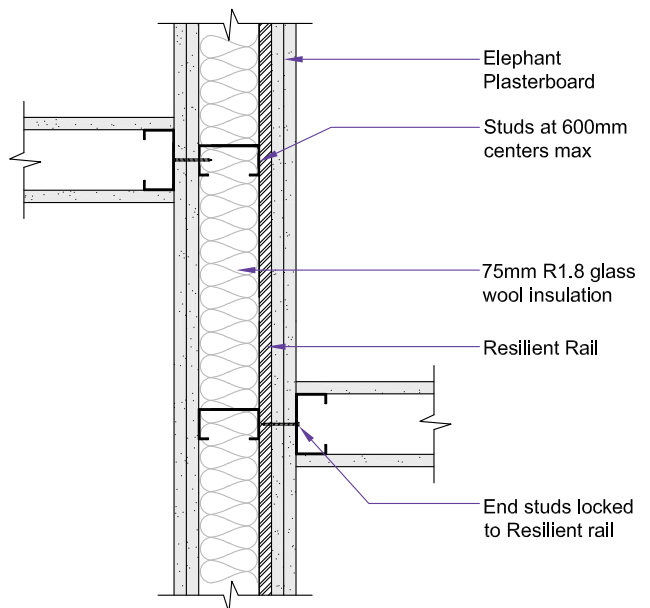 Elephant
Plasterboard
Studs at 600mm
centers max
75mm R1.8 glass
wool insulation
Resilient Rail
End studs locked
to Resilient rail